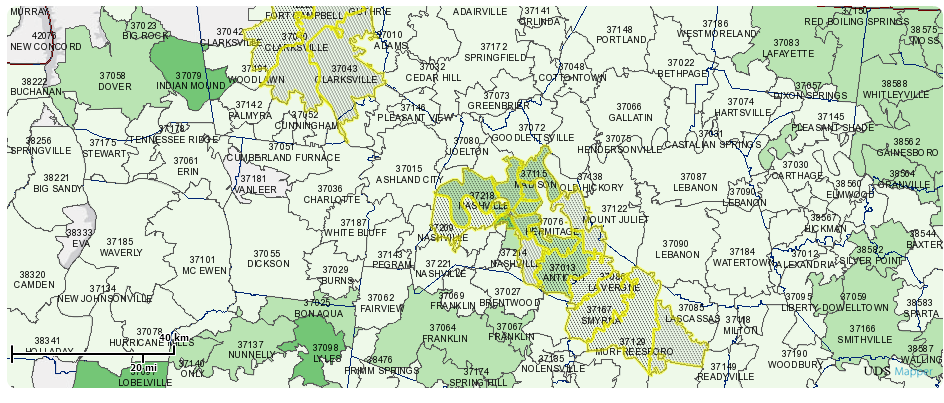 MURRAY
42076
NEW CONCORD
37023
BIG ROCK
37042
CLARKSVILLE
FORT CAMPBELL
GUTHRIE
37040
CLARKSVILLE
37010
ADAMS
ADAIRVILLE
37141
ORLINDA
37172
SPRINGFIELD
37148
PORTLAND
37186
WESTMORELAND
37150
RED BOILING SPRINGS
37083
LAFAYETTE
38575
MOSS
38222
BUCHANAN
37058
DOVER
37079
INDIAN MOUND
37191
WOODLAWN
37043
CLARKSVILLE
37032
CEDAR HILL
37048
COTTONTOWN
37022
BETHPAGE
37057
DIXON SPRINGS
38588
WHITLEYVILLE
37142
PALMYRA
37052
CUNNINGHAM
37146
PLEASANT VIEW
37073
GREENBRIER
37066
GALLATIN
37074
HARTSVILLE
37145
PLEASANT SHADE
38256
SPRINGVILLE
37175
STEWART
37178
TENNESSEE RIDGE
37051
CUMBERLAND FURNACE
37080
JOELTON
37072
GOODLETTSVILLE
37075
HENDERSONVILLE
37031
CASTALIAN SPRINGS
38562
GAINESBORO
37061
ERIN
37015
ASHLAND CITY
37115
MADISON
37138
OLD HICKORY
37087
LEBANON
37030
CARTHAGE
38564
GRANVILLE
38221
BIG SANDY
37181
VANLEER
37036
CHARLOTTE
37218
NASHVILLE
37122
MOUNT JULIET
37090
LEBANON
38560
ELMWOOD
38567
HICKMAN
38333
EVA
37185
WAVERLY
37187
WHITE BLUFF
37209
NASHVILLE
37076
HERMITAGE
38544
BAXTER
37101
MC EWEN
37055
DICKSON
37029
BURNS
37143
PEGRAM
37221
NASHVILLE
37214
NASHVILLE
37013
ANTIOCH
37086
LA VERGNE
37090
LEBANON
37184
WATERTOWN
37012
ALEXANDRIA
38582
SILVER POINT
38320
CAMDEN
37134
NEW JOHNSONVILLE
37025
BON AQUA
37062
FAIRVIEW
37069
FRANKLIN
37027
BRENTWOOD
37167
SMYRNA
37085
LASCASSAS
37118
MILTON
37095
LIBERTY
37059
DOWELLTOWN
38583
SPARTA
37078
HURRICANE MILLS
37137
NUNNELLY
37098
LYLES
37064
FRANKLIN
37067
FRANKLIN
37129
MURFREESBORO
37166
SMITHVILLE
38341
HOLLADAY
40 km
20 mi
37140
ONLY
LOBELVILLE
38476
PRIMM SPRINGS
37174
SPRING HILL
NOLENSVILLE
37149
READYVILLE
37190
WOODBURY
38587
WALLING
UDS Mapper